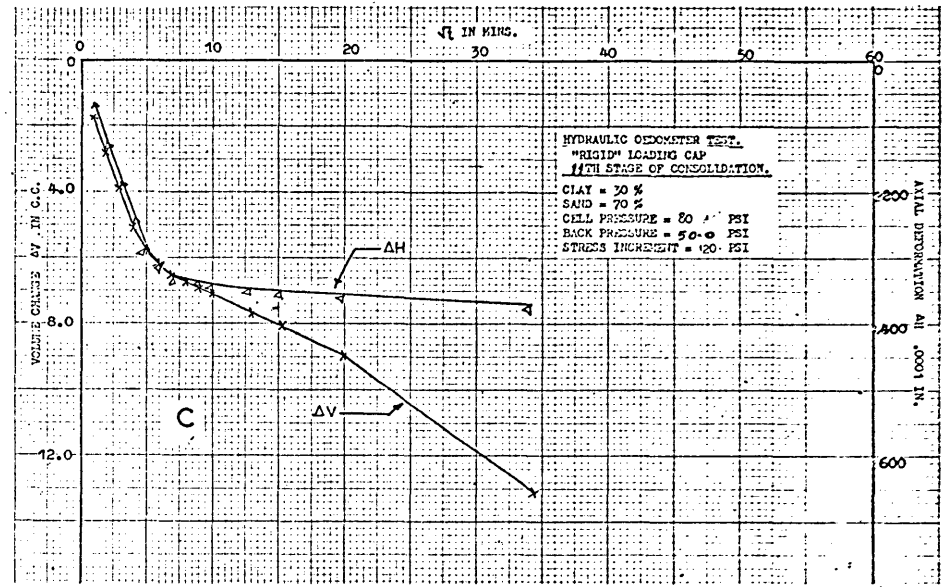 √t IN MINS.
0 10 20 30 40 50 60
0
0
4.0
8.0
12.0
VOLUME CHANGE ΔV IN C.C.
HYDRAULIC OEDOMETER TEST.
"RIGID" LOADING CAP
11TH STAGE OF CONSOLIDATION.
CLAY = 30 %
SAND = 70 %
CELL PRESSURE = 80 PSI
BACK PRESSURE = 50.0 PSI
STRESS INCREMENT = 120. PSI
ΔH
ΔV
C
200
400
600
AXIAL DEFORMATION ΔH .0001 IN.